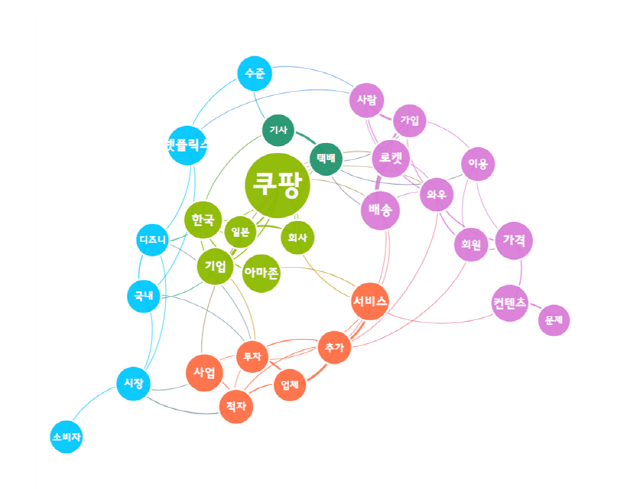 수준
사람
가입
기사
넷플릭스
택배
로켓
이용
쿠팡
와우
배송
한국
일본
회사
디즈니
회원
가격
기업
아마존
국내
서비스
컨텐츠
문제
추가
투자
사업
시장
업체
적자
소비자